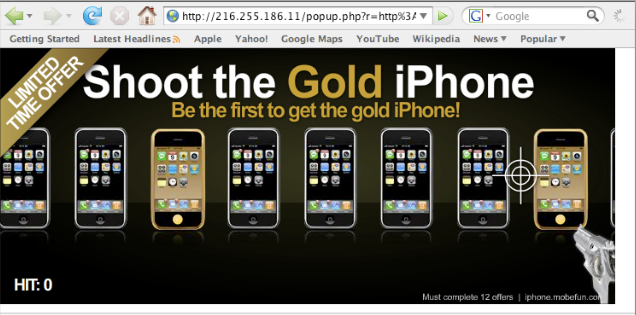 http://216.255.186.11/popup.php?r=http%3A
Google
Getting Started Latest Headlines Apple Yahoo! Google Maps YouTube Wikipedia News Popular
LIMITED
TIME OFFER
Shoot the Gold iPhone
Be the first to get the gold iPhone!
HIT: 0
Must complete 12 offers | iphone.mobefun.com